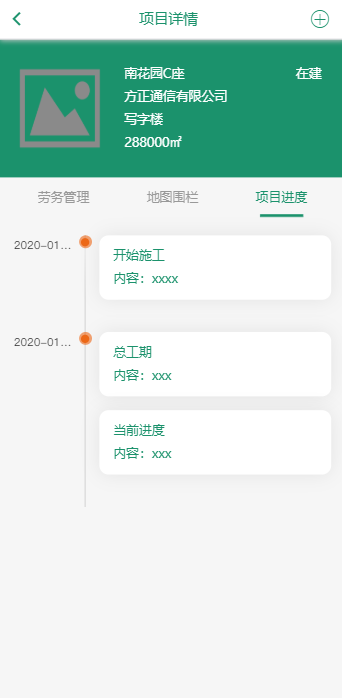 项目详情
南花园C座 在建
方正通信有限公司
写字楼
288000㎡
劳务管理 地图围栏 项目进度
2020-01... 开始施工
内容：xxxx
2020-01... 总工期
内容：xxx
当前进度
内容：xxx